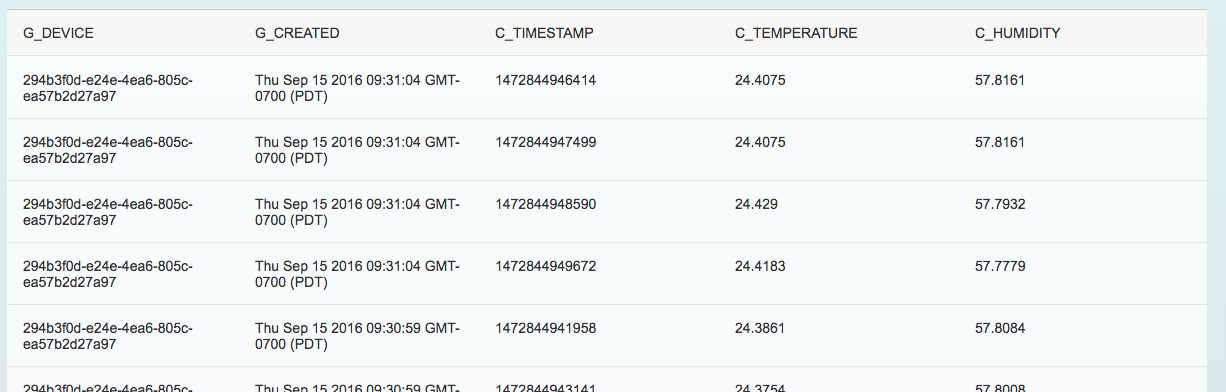 G_DEVICE G_CREATED C_TIMESTAMP C_TEMPERATURE C_HUMIDITY
294b3f0d-e24e-4ea6-805c- Thu Sep 15 2016 09:31:04 GMT- 1472844946414 24.4075 57.8161
ea57b2d27a97 0700 (PDT)
294b3f0d-e24e-4ea6-805c- Thu Sep 15 2016 09:31:04 GMT- 1472844947499 24.4075 57.8161
ea57b2d27a97 0700 (PDT)
294b3f0d-e24e-4ea6-805c- Thu Sep 15 2016 09:31:04 GMT- 1472844948590 24.429 57.7932
ea57b2d27a97 0700 (PDT)
294b3f0d-e24e-4ea6-805c- Thu Sep 15 2016 09:31:04 GMT- 1472844949672 24.4183 57.7779
ea57b2d27a97 0700 (PDT)
294b3f0d-e24e-4ea6-805c- Thu Sep 15 2016 09:30:59 GMT- 1472844941958 24.3861 57.8084
ea57b2d27a97 0700 (PDT)
294b3f0d-e24e-4ea6-805c- Thu Sep 15 2016 09:30:59 GMT- 1472844943141 24.3754 57.8008